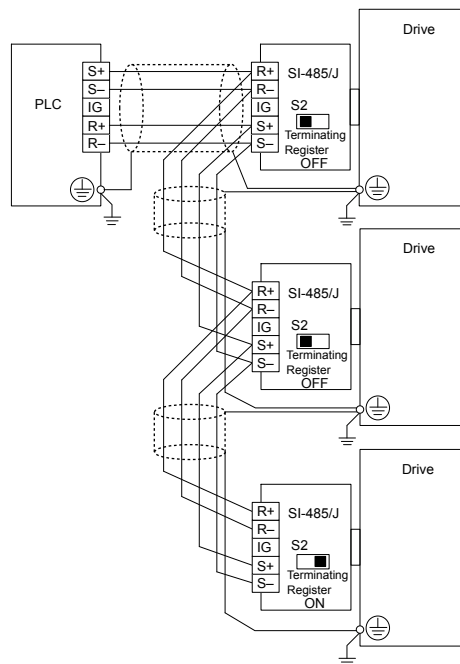 Drive
PLC
S+
S–
IG
R+
R–
R+
R–
IG
S+
S–
SI-485/J
S2
Terminating
Register
OFF
Drive
R+
R–
IG
S+
S–
SI-485/J
S2
Terminating
Register
OFF
Drive
R+
R–
IG
S+
S–
SI-485/J
S2
Terminating
Register
ON